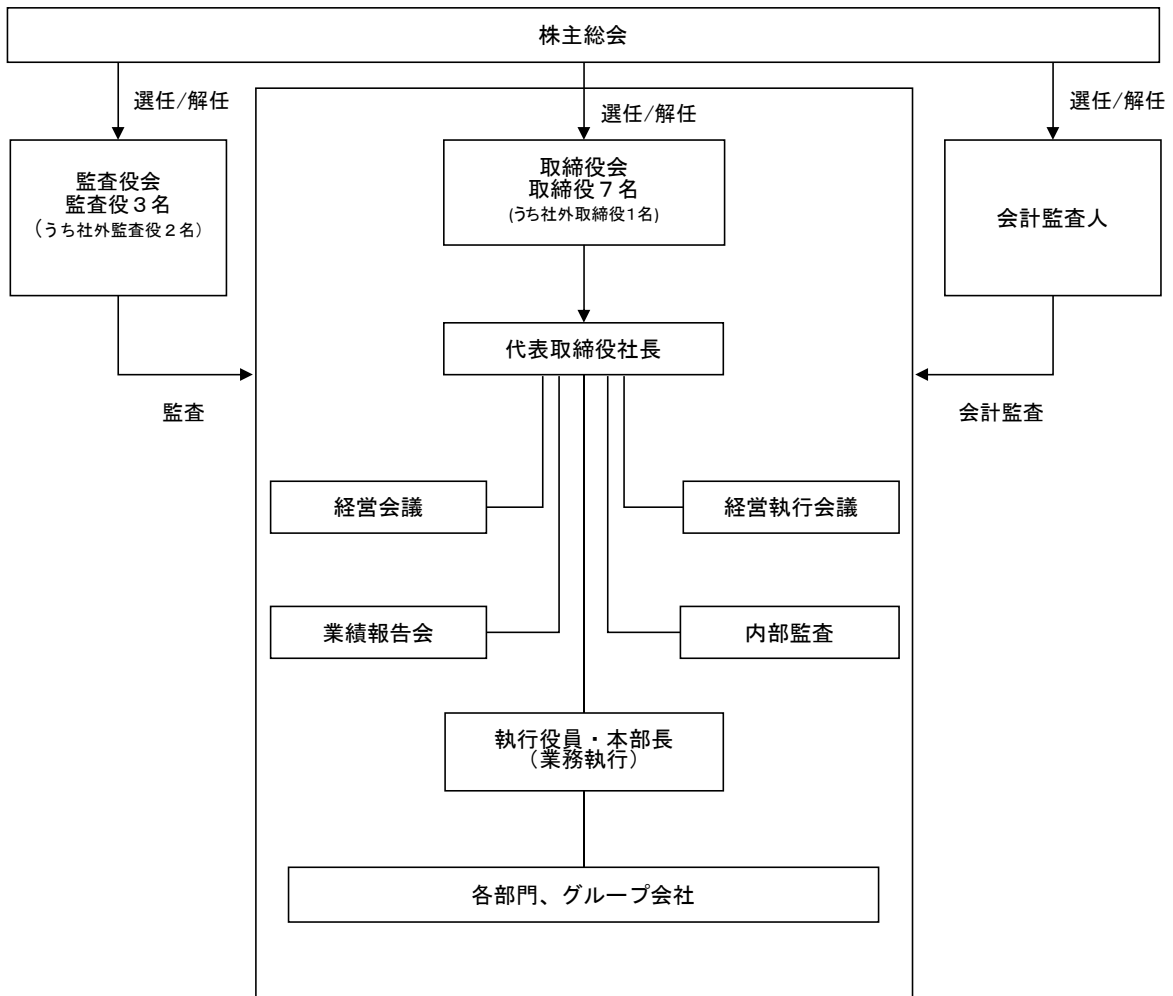 株主総会
選任/解任
選任/解任
選任/解任
監査役会
監査役3名
(うち社外監査役2名)
取締役会
取締役7名
(うち社外取締役1名)
会計監査人
代表取締役社長
監査
会計監査
経営会議
経営執行会議
業績報告会
内部監査
執行役員・本部長
(業務執行)
各部門、グループ会社